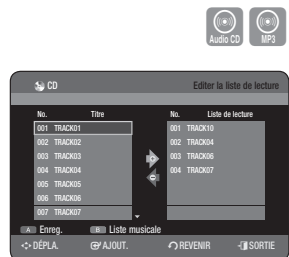 Audio CD MP3
CD Editer la liste de lecture
No. Titre No. Liste de lecture
001 TRACK01 001 TRACK10
002 TRACK02 002 TRACK04
003 TRACK03 003 TRACK06
004 TRACK04 004 TRACK07
005 TRACK05
006 TRACK06
007 TRACK07
A Enreg. B Liste musicale
DÉPLA. AJOUT. REVENIR SORTIE